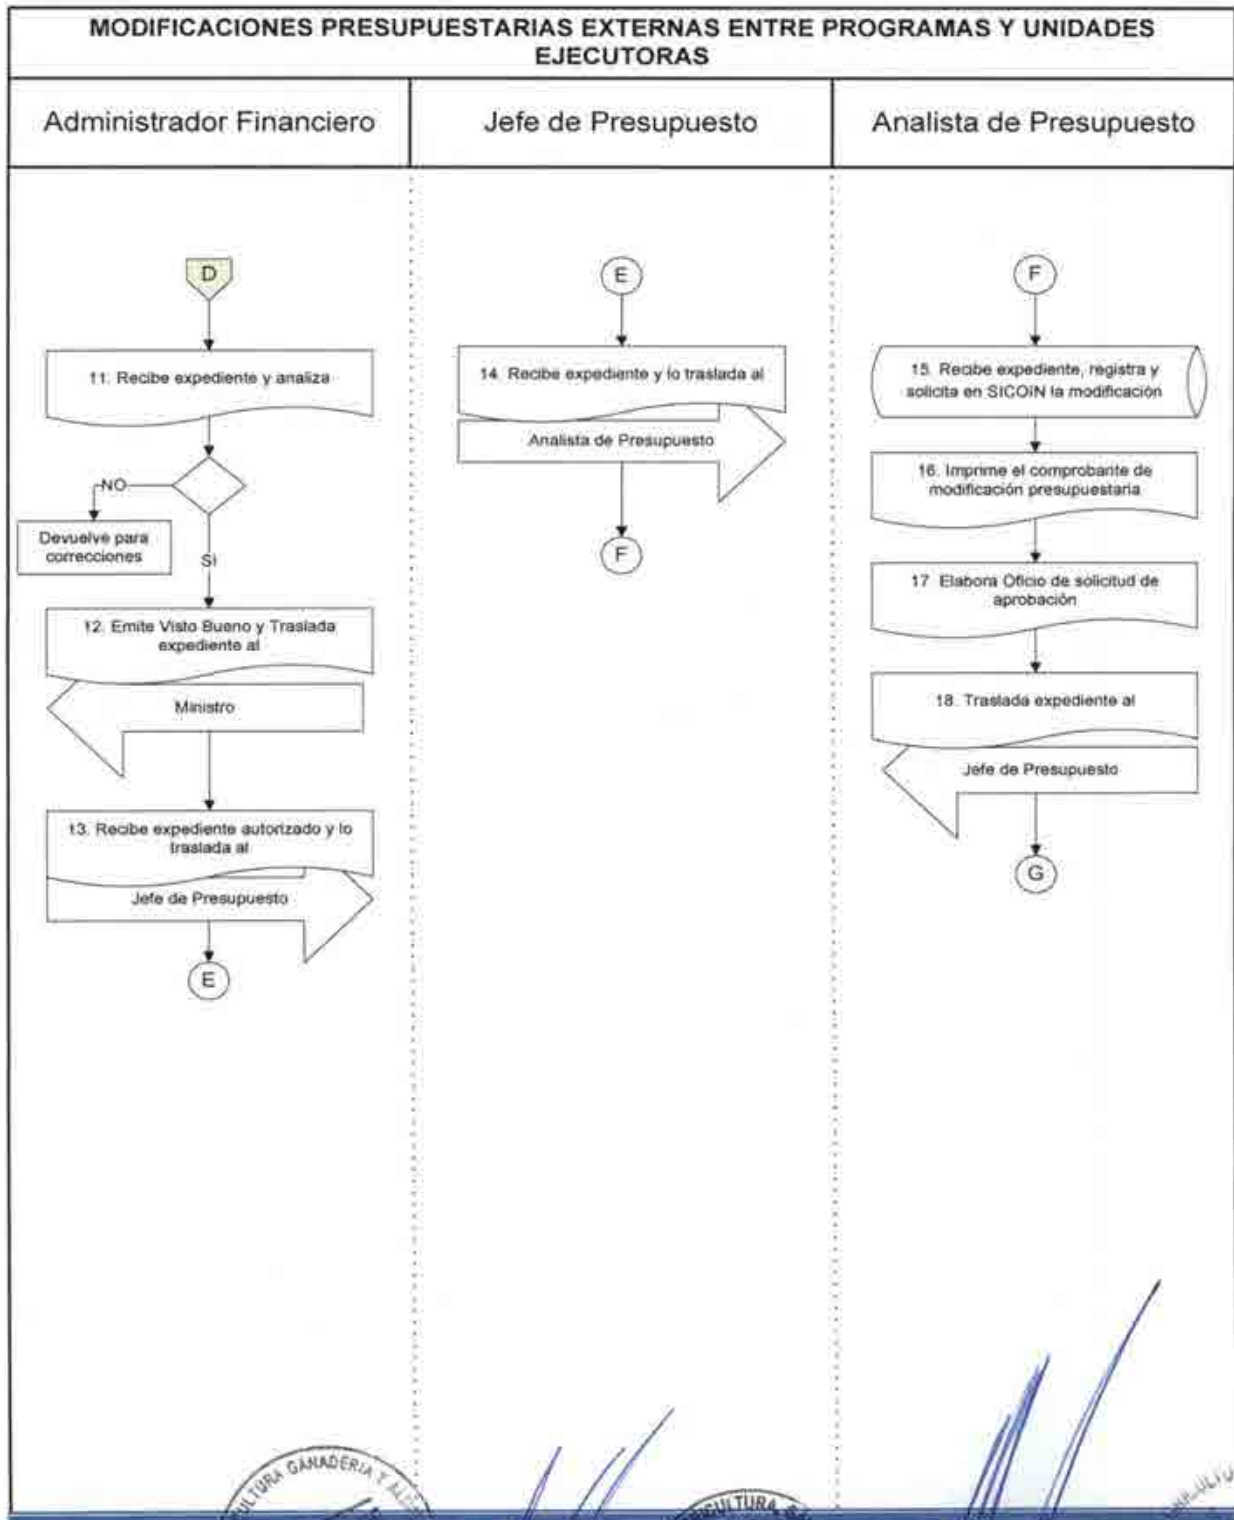 MODIFICACIONES PRESUPUESTARIAS EXTERNAS ENTRE PROGRAMAS Y UNIDADES
EJECUTORAS
Administrador Financiero
Jefe de Presupuesto
Analista de Presupuesto
D
11. Recibe expediente y analiza
NO
Devuelve para
correcciones
SI
12. Emite Visto Bueno y Traslada
expediente al
Ministro
13. Recibe expediente autorizado y lo
traslada al
Jefe de Presupuesto
E
E
14. Recibe expediente y lo traslada al
Analista de Presupuesto
F
F
15. Recibe expediente, registra y
solicita en SICOIN la modificación
16. Imprime el comprobante de
modificación presupuestaria
17. Elabora Oficio de solicitud de
aprobación
18. Traslada expediente al
Jefe de Presupuesto
G
GANADERIA Y